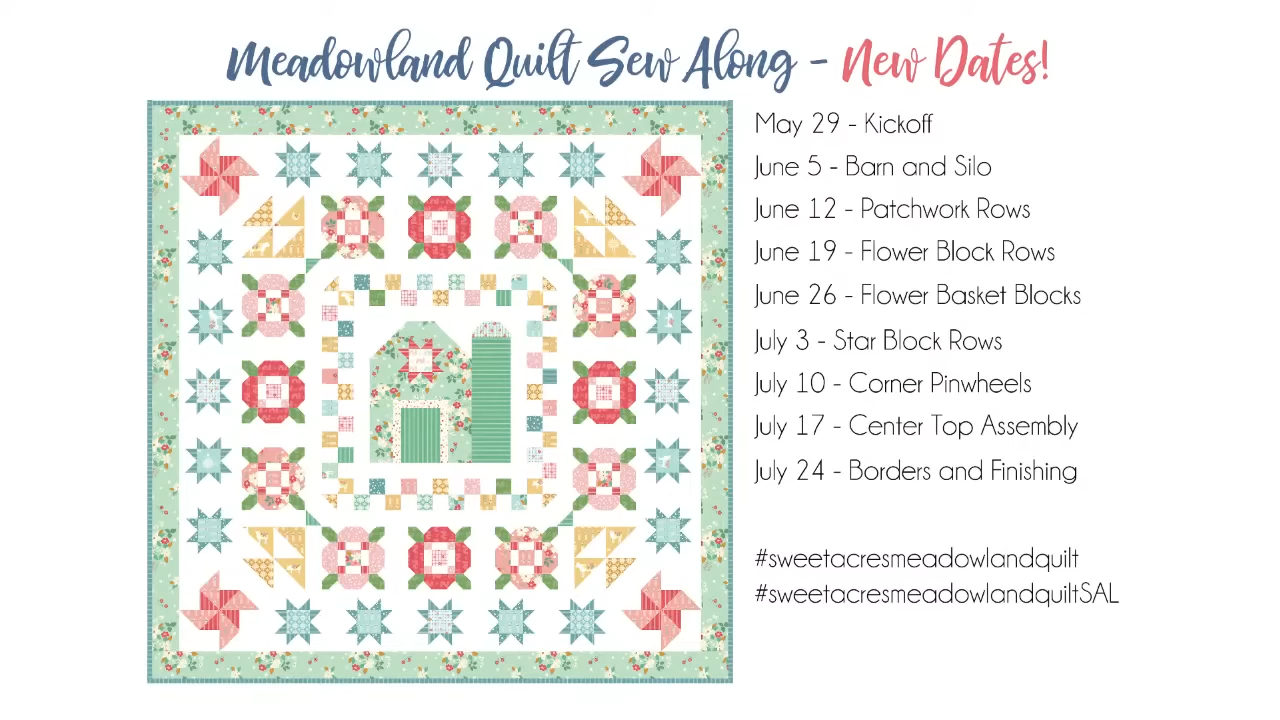 Meadowland Quilt Sew Along - New Dates!
May 29 - Kickoff
June 5 - Barn and Silo
June 12 - Patchwork Rows
June 19 - Flower Block Rows
June 26 - Flower Basket Blocks
July 3 - Star Block Rows
July 10 - Corner Pinwheels
July 17 - Center Top Assembly
July 24 - Borders and Finishing
#sweetacresmeadowlandquilt
#sweetacresmeadowlandquiltSAL